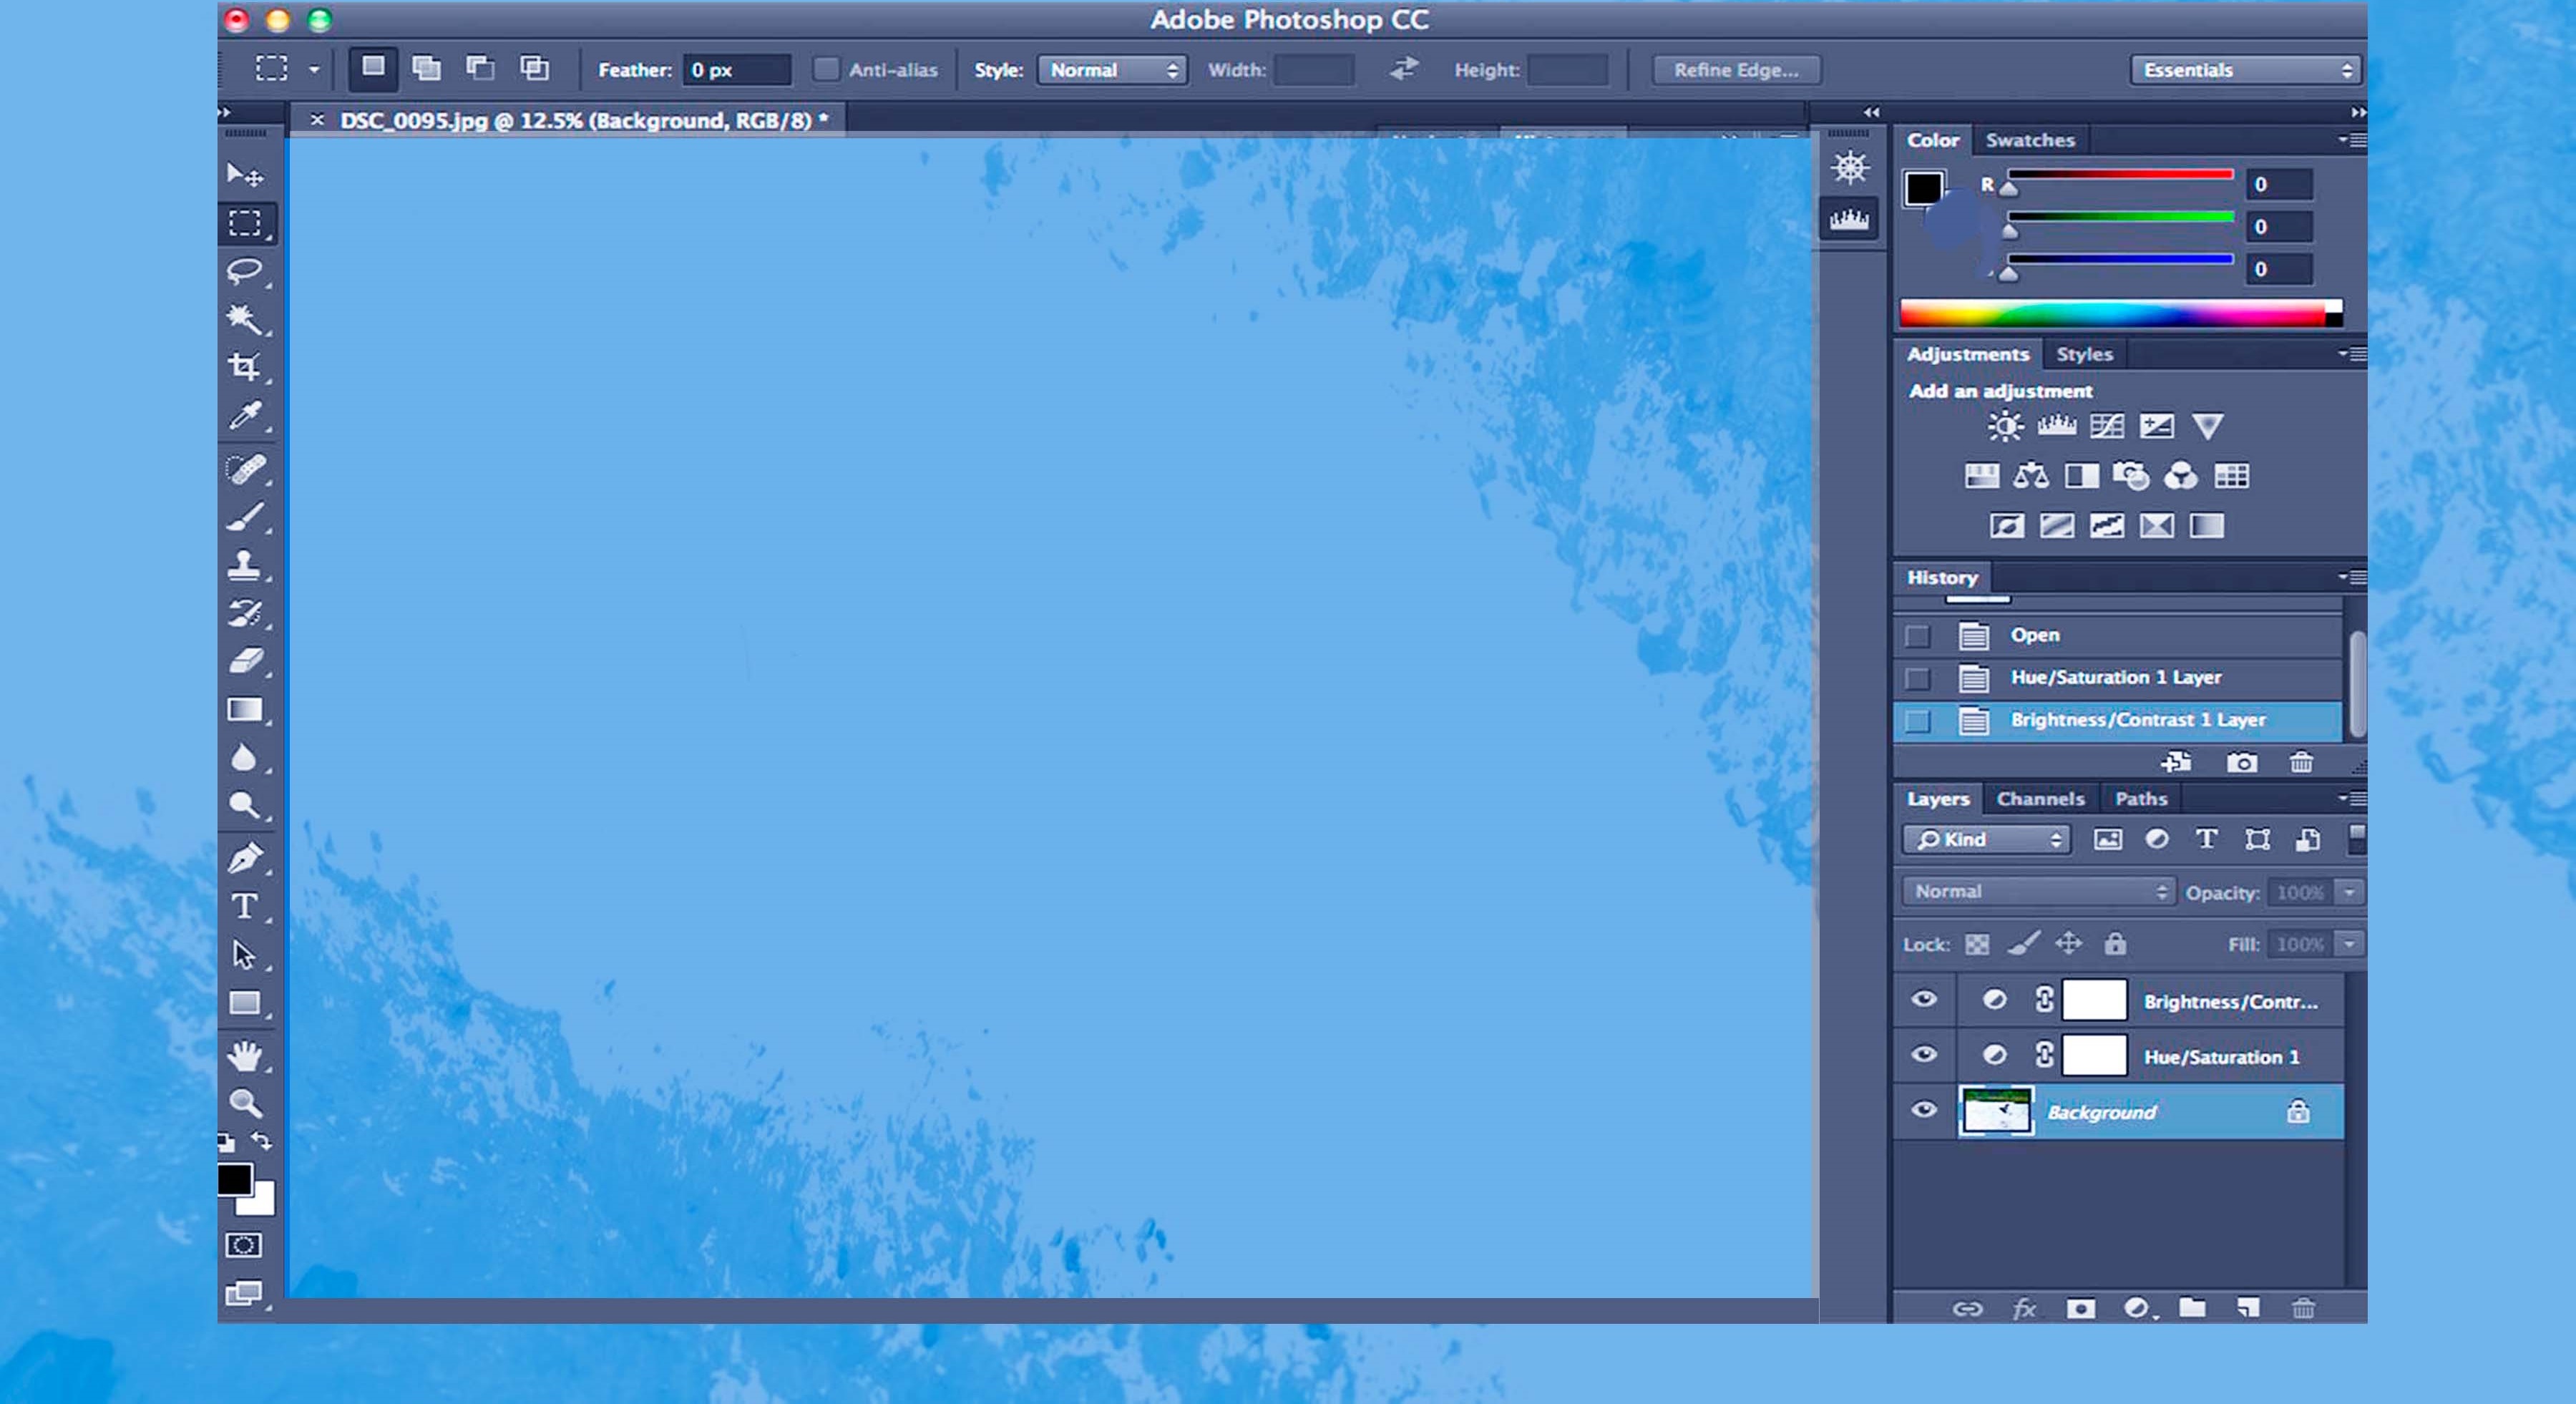 Adobe Photoshop CC
Feather: 0 px Anti-alias Style: Normal Width: Height: Refine Edge... Essentials
× DSC_0095.jpg @ 12.5% (Background, RGB/8) *
Color Swatches
R 0
0
0
Adjustments Styles
Add an adjustment
History
Open
Hue/Saturation 1 Layer
Brightness/Contrast 1 Layer
Layers Channels Paths
Kind T
Normal Opacity: 100%
Lock: Fill: 100%
Brightness/Contr...
Hue/Saturation 1
Background
fx
T